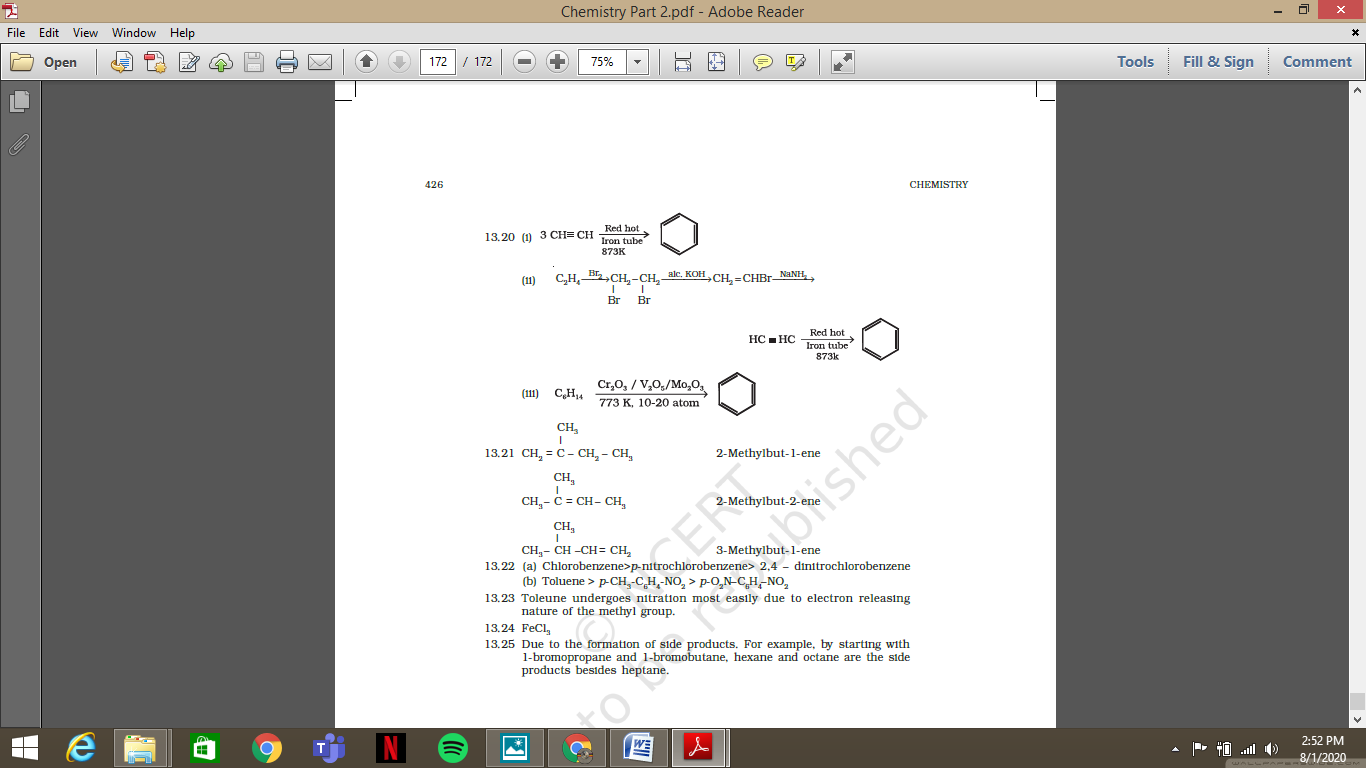 Chemistry Part 2.pdf - Adobe Reader
File Edit View Window Help
Open 172 / 172 75% Tools Fill & Sign Comment
426 CHEMISTRY
13.20 (i) 3 CH≡CH Red hot Iron tube 873K
(ii) C₂H₄ Br₂ CH₂–CH₂ alc. KOH CH₂=CHBr NaNH₂
Br Br
HC ≡ HC Red hot Iron tube 873k
(iii) C₆H₁₄ Cr₂O₃ / V₂O₅/Mo₂O₃ 773 K, 10-20 atom
CH₃
13.21 CH₂ = C – CH₂ – CH₃ 2-Methylbut-1-ene
CH₃
CH₃– C = CH – CH₃ 2-Methylbut-2-ene
CH₃
CH₃– CH –CH = CH₂ 3-Methylbut-1-ene
13.22 (a) Chlorobenzene>p-nitrochlorobenzene> 2,4 – dinitrochlorobenzene
(b) Toluene > p-CH₃-C₆H₄-NO₂ > p-O₂N–C₆H₄–NO₂
13.23 Toleune undergoes nitration most easily due to electron releasing
nature of the methyl group.
13.24 FeCl₃
13.25 Due to the formation of side products. For example, by starting with
1-bromopropane and 1-bromobutane, hexane and octane are the side
products besides heptane.
© NCERT
to be republished
2:52 PM
8/1/2020